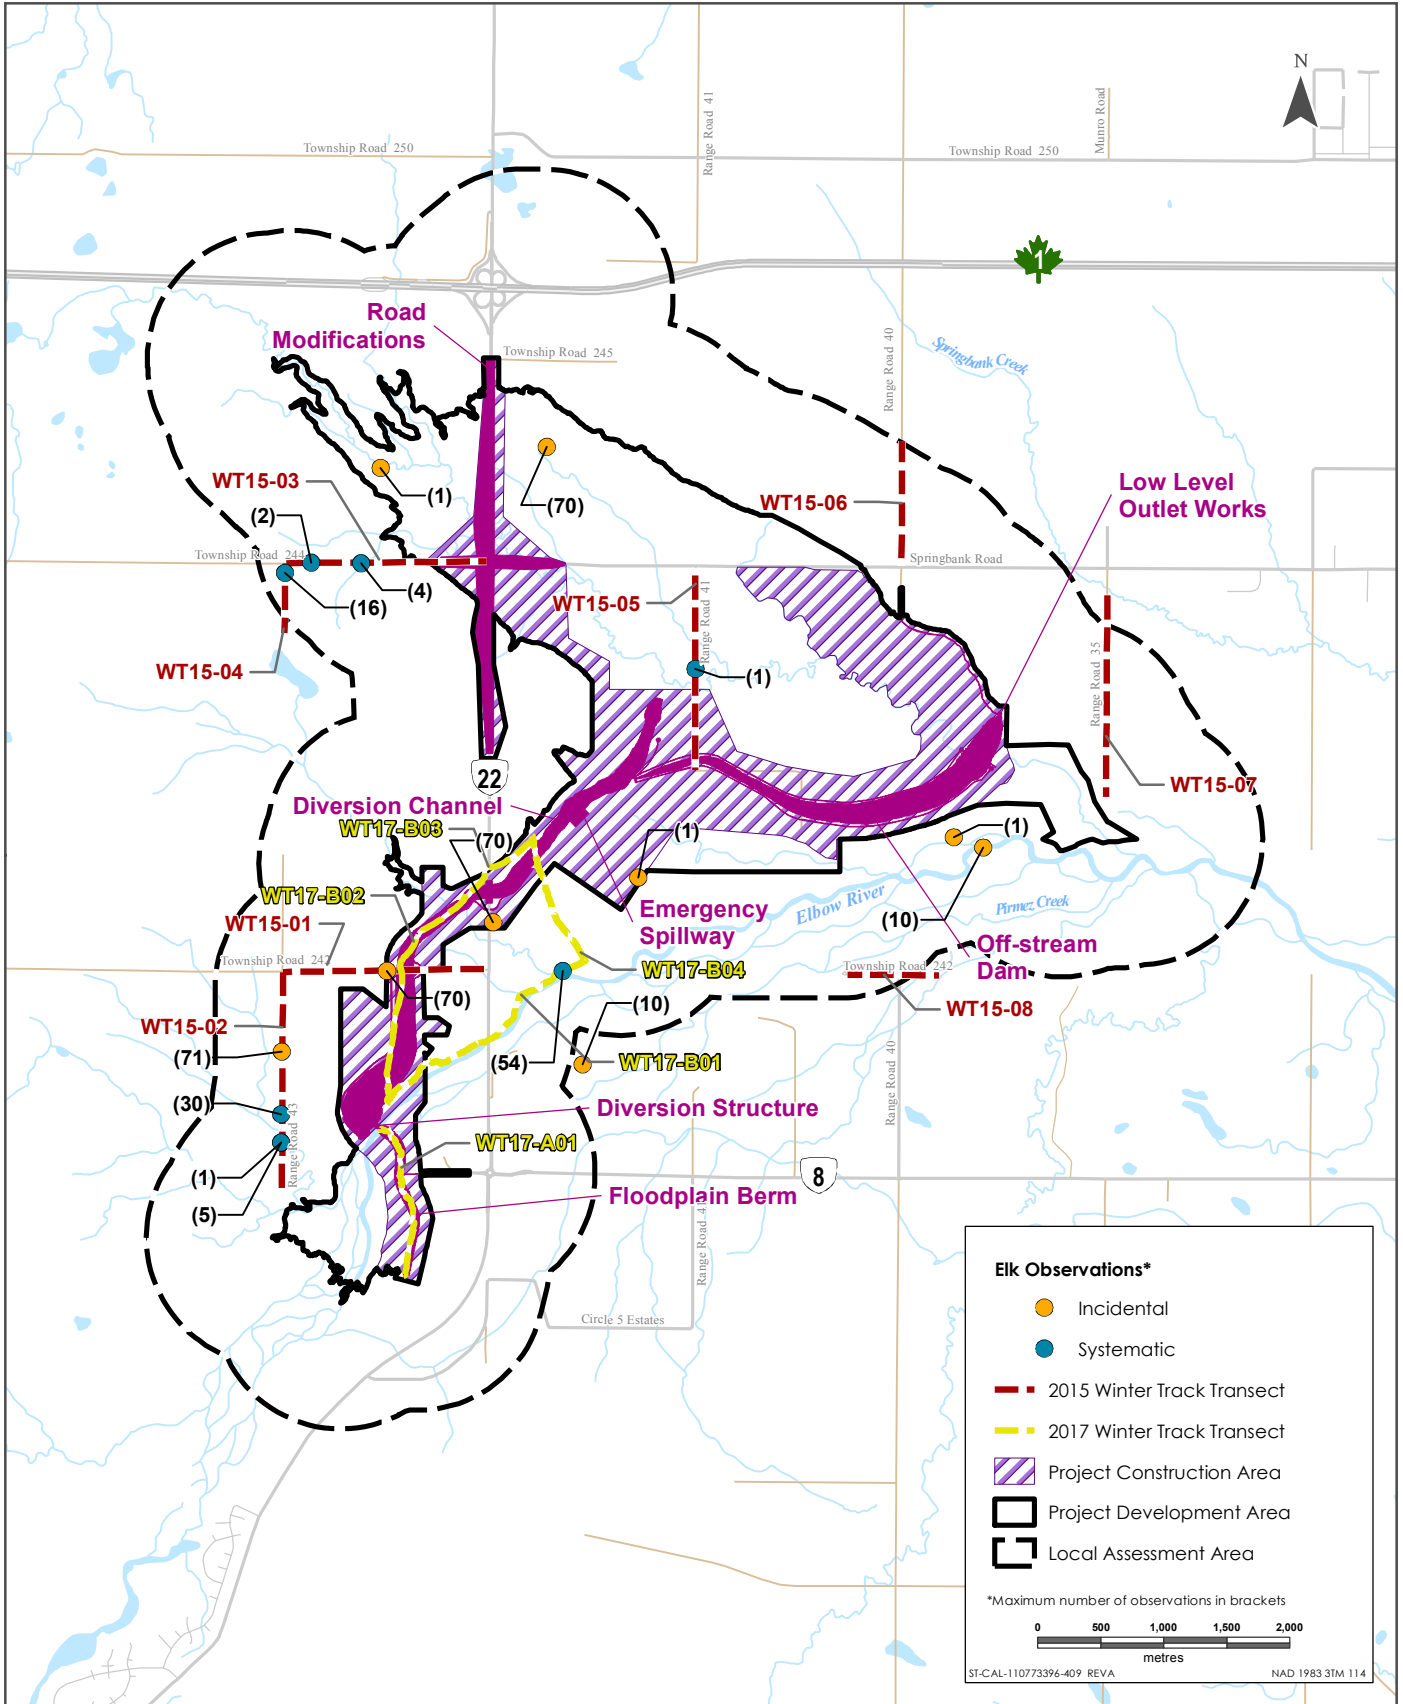 N
Township Road 250
Range Road 41
Munro Road
Township Road 250
1
Road
Modifications
Township Road 245
Range Road 40
Springbank Creek
WT15-03
(1)
(70)
Low Level
Outlet Works
WT15-06
(2)
Township Road 244
Springbank Road
(4)
(16)
WT15-05
Range Road 41
WT15-04
(1)
Range Road 35
22
WT15-07
Diversion Channel
WT17-B03
(70)
(1)
(1)
WT17-B02
WT15-01
Emergency
Spillway
Elbow River
Pirmez Creek
(10)
Off-stream
Dam
Township Road 242
WT17-B04
Township Road 242
(70)
(10)
WT15-08
WT15-02
(71)
(54)
WT17-B01
Range Road 40
(30)
Diversion Structure
Range Road 43
WT17-A01
(1)
8
(5)
Floodplain Berm
Range Road 41
Circle 5 Estates
Elk Observations*
Incidental
Systematic
2015 Winter Track Transect
2017 Winter Track Transect
Project Construction Area
Project Development Area
Local Assessment Area
*Maximum number of observations in brackets
0 500 1,000 1,500 2,000
metres
ST-CAL-110773396-409 REVA
NAD 1983 3TM 114